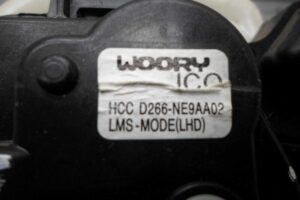 WOORY
ICO
HCC D266-NE9AA02
LMS-MODE(LHD)